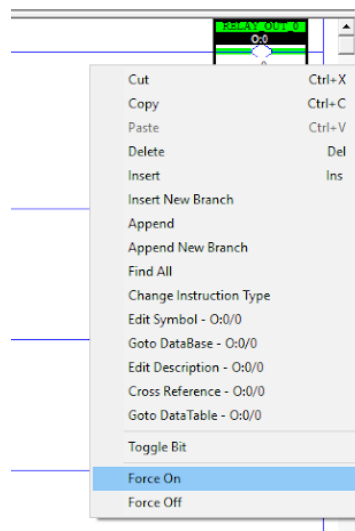 RELAY_OUT_0
O:0
0
Cut Ctrl+X
Copy Ctrl+C
Paste Ctrl+V
Delete Del
Insert Ins
Insert New Branch
Append
Append New Branch
Find All
Change Instruction Type
Edit Symbol - O:0/0
Goto DataBase - O:0/0
Edit Description - O:0/0
Cross Reference - O:0/0
Goto DataTable - O:0/0
Toggle Bit
Force On
Force Off